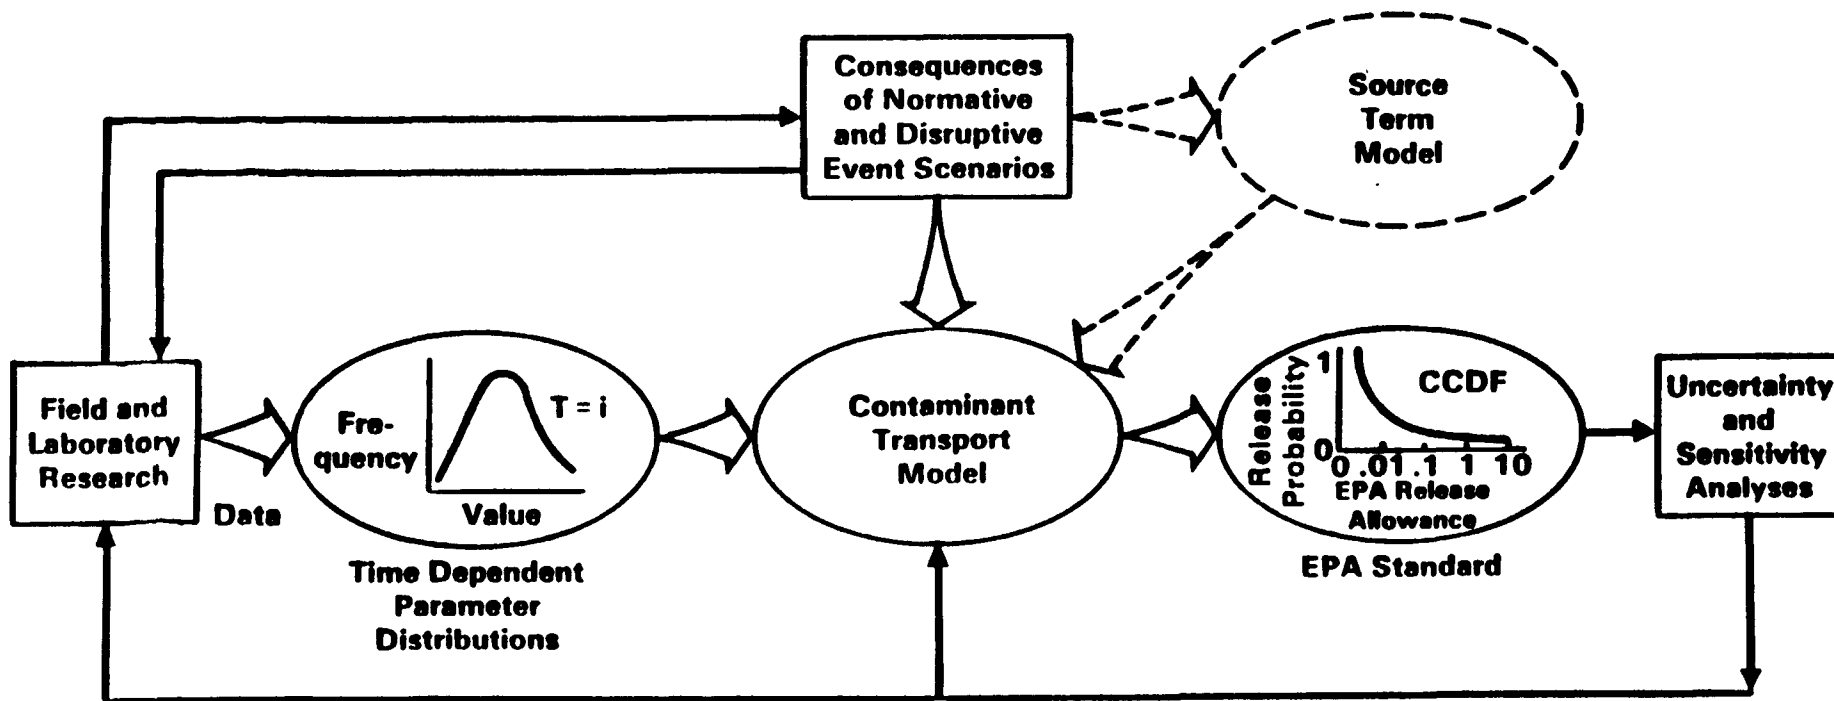 Consequences
of Normative
and Disruptive
Event Scenarios
Source
Term
Model
Field and
Laboratory
Research
Data
Fre-
quency
T = i
Value
Time Dependent
Parameter
Distributions
Contaminant
Transport
Model
Release
Probability
1
0
CCDF
0 .01 .1 1 10
EPA Release
Allowance
EPA Standard
Uncertainty
and
Sensitivity
Analyses